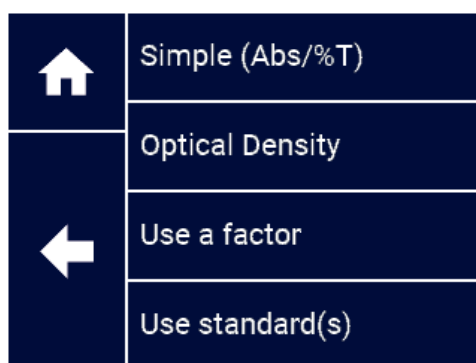 Simple (Abs/%T)
Optical Density
Use a factor
Use standard(s)